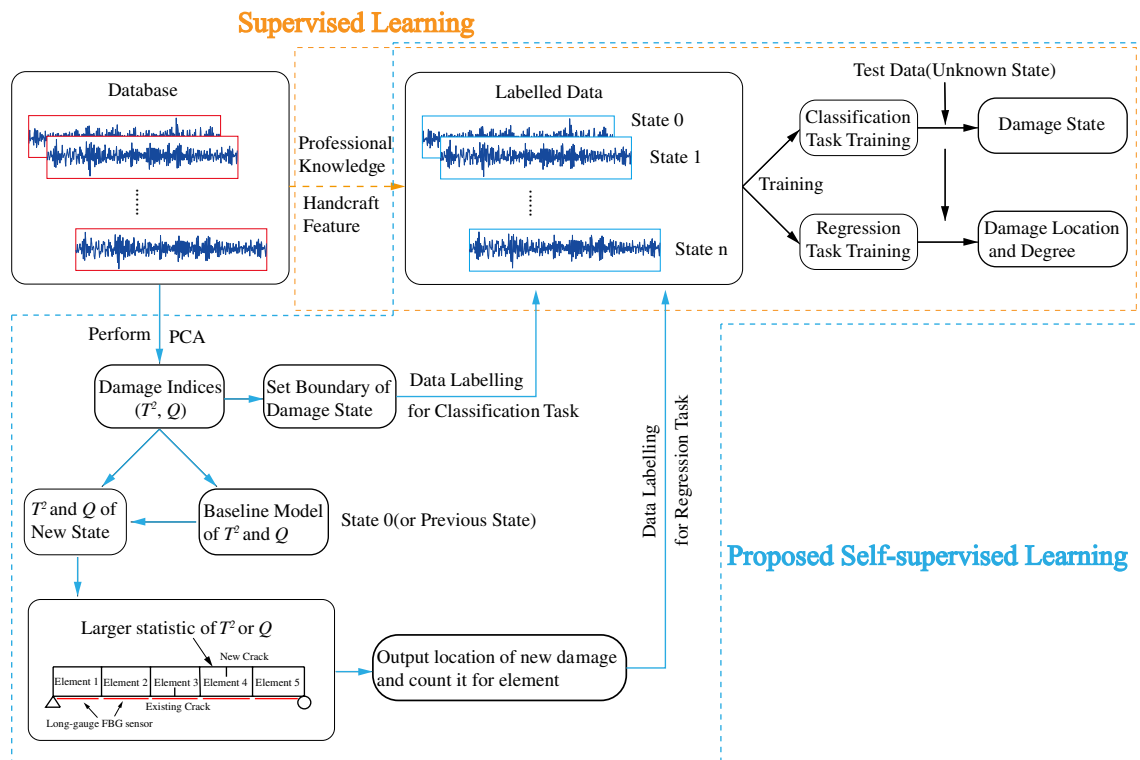 Supervised Learning
Database
Professional
Knowledge
Handcraft
Feature
Labelled Data
State 0
State 1
State n
Training
Test Data(Unknown State)
Classification
Task Training
Damage State
Regression
Task Training
Damage Location
and Degree
Perform PCA
Damage Indices
(T², Q)
Set Boundary of
Damage State
Data Labelling
for Classification Task
T² and Q of
New State
Baseline Model
of T² and Q
State 0(or Previous State)
Data Labelling
for Regression Task
Proposed Self-supervised Learning
Larger statistic of T² or Q
New Crack
Element 1 Element 2 Element 3 Element 4 Element 5
Existing Crack
Long-gauge FBG sensor
Output location of new damage
and count it for element